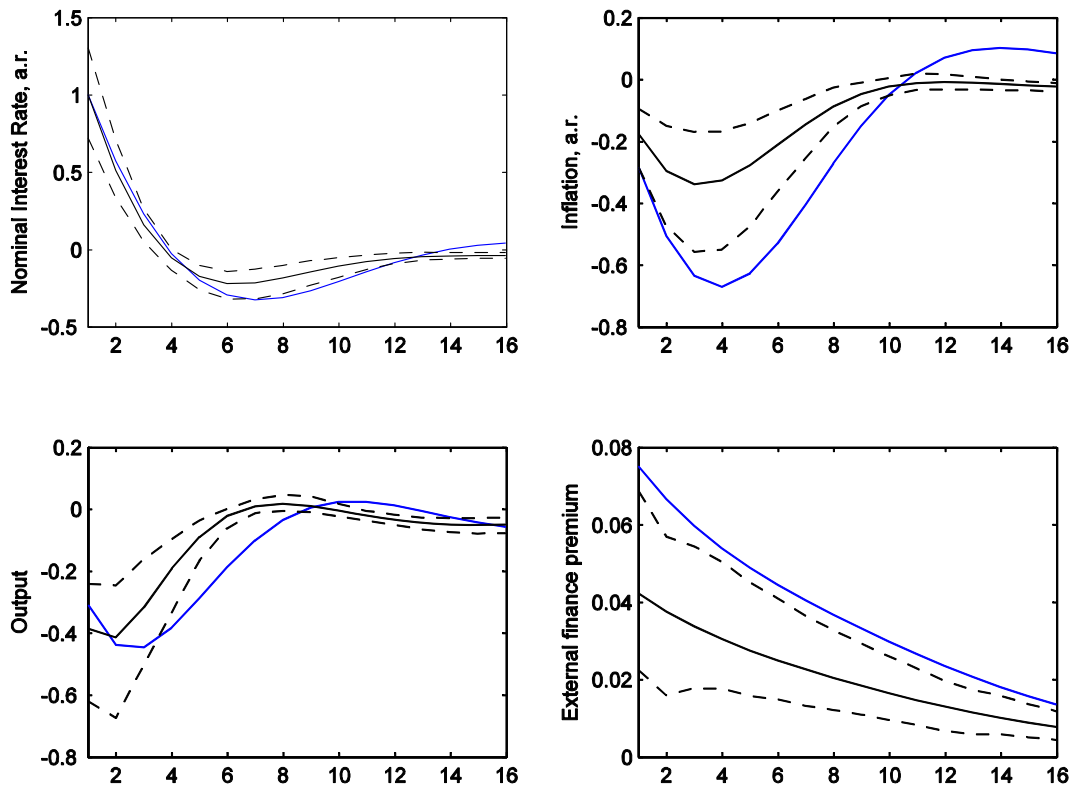 Nominal Interest Rate, a.r.
1.5
1
0.5
0
-0.5
2 4 6 8 10 12 14 16
Inflation, a.r.
0.2
0
-0.2
-0.4
-0.6
-0.8
2 4 6 8 10 12 14 16
Output
0.2
0
-0.2
-0.4
-0.6
-0.8
2 4 6 8 10 12 14 16
External finance premium
0.08
0.06
0.04
0.02
0
2 4 6 8 10 12 14 16